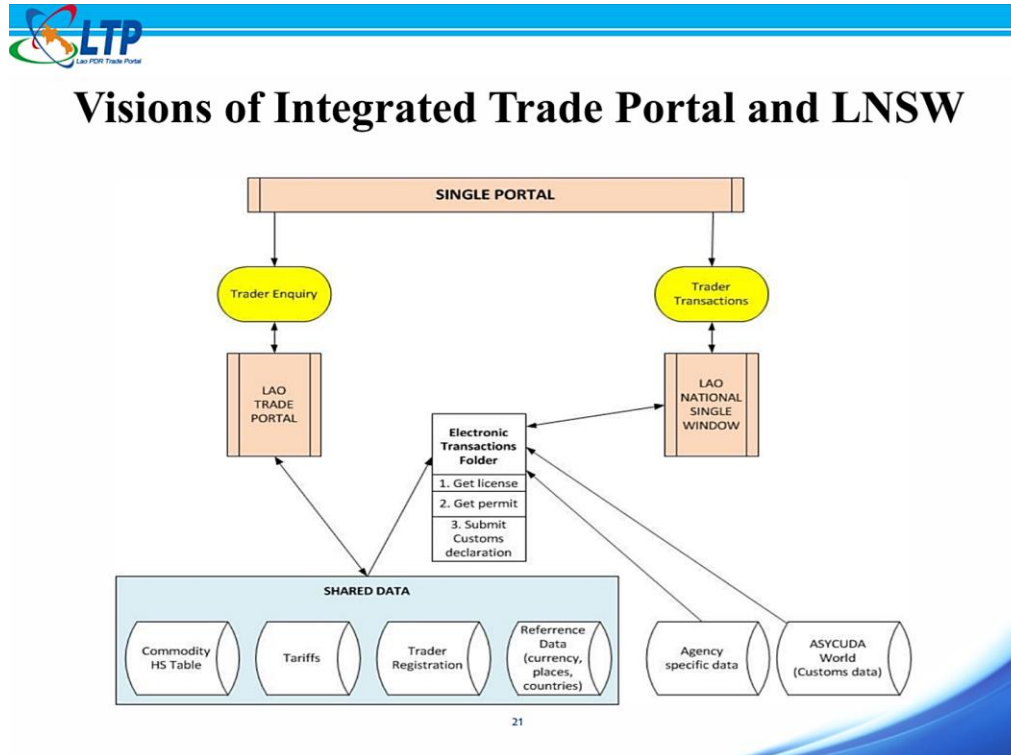 LTP
Lao PDR Trade Portal
Visions of Integrated Trade Portal and LNSW
SINGLE PORTAL
Trader Enquiry
Trader
Transactions
LAO
TRADE
PORTAL
LAO
NATIONAL
SINGLE
WINDOW
Electronic
Transactions
Folder
1. Get license
2. Get permit
3. Submit
Customs
declaration
SHARED DATA
Commodity
HS Table
Tariffs
Trader
Registration
Referrence
Data
(currency,
places,
countries)
Agency
specific data
ASYCUDA
World
(Customs data)
21